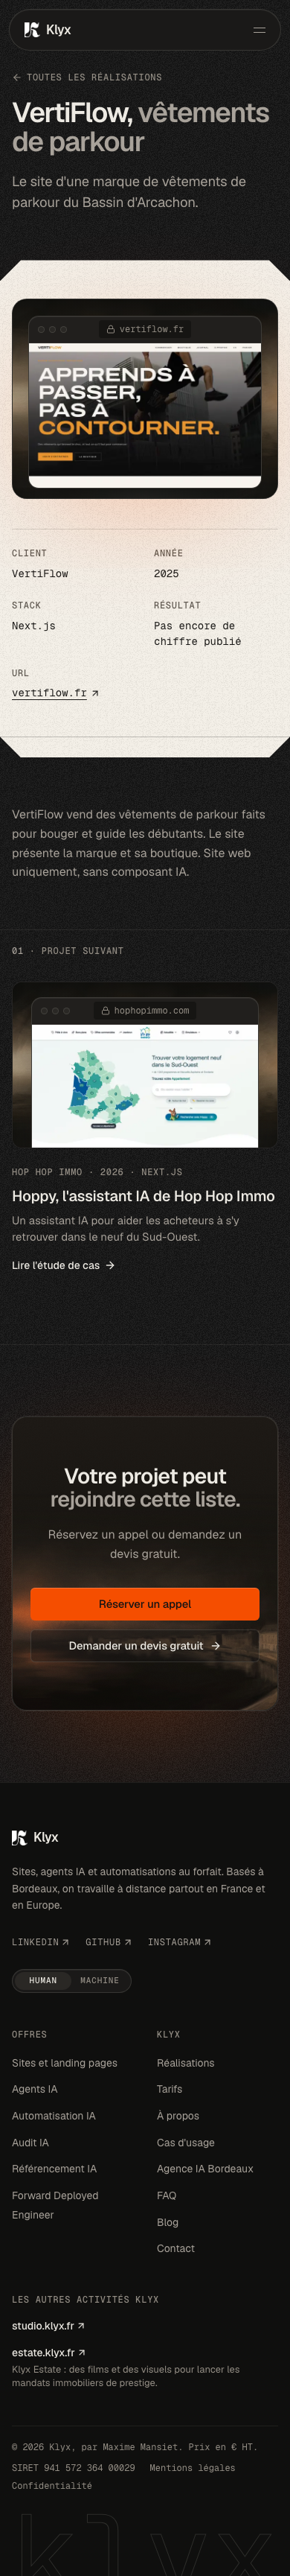 Klyx
← TOUTES LES RÉALISATIONS
VertiFlow, vêtements
de parkour
Le site d'une marque de vêtements de
parkour du Bassin d'Arcachon.
vertiflow.fr
VERTIFLOW
APPRENDS À
PASSER,
PAS À
CONTOURNER.
CLIENT
VertiFlow
ANNÉE
2025
STACK
Next.js
RÉSULTAT
Pas encore de
chiffre publié
URL
vertiflow.fr ↗
VertiFlow vend des vêtements de parkour faits
pour bouger et guide les débutants. Le site
présente la marque et sa boutique. Site web
uniquement, sans composant IA.
01 · PROJET SUIVANT
hophopimmo.com
Trouver votre logement neuf
dans le Sud-Ouest
HOP HOP IMMO · 2026 · NEXT.JS
Hoppy, l'assistant IA de Hop Hop Immo
Un assistant IA pour aider les acheteurs à s'y
retrouver dans le neuf du Sud-Ouest.
Lire l'étude de cas →
Votre projet peut
rejoindre cette liste.
Réservez un appel ou demandez un
devis gratuit.
Réserver un appel
Demander un devis gratuit →
Klyx
Sites, agents IA et automatisations au forfait. Basés à
Bordeaux, on travaille à distance partout en France et
en Europe.
LINKEDIN ↗ GITHUB ↗ INSTAGRAM ↗
HUMAN MACHINE
OFFRES
Sites et landing pages
Agents IA
Automatisation IA
Audit IA
Référencement IA
Forward Deployed
Engineer
KLYX
Réalisations
Tarifs
À propos
Cas d'usage
Agence IA Bordeaux
FAQ
Blog
Contact
LES AUTRES ACTIVITÉS KLYX
studio.klyx.fr ↗
estate.klyx.fr ↗
Klyx Estate : des films et des visuels pour lancer les
mandats immobiliers de prestige.
© 2026 Klyx, par Maxime Mansiet. Prix en € HT.
SIRET 941 572 364 00029 Mentions légales
Confidentialité
klyx